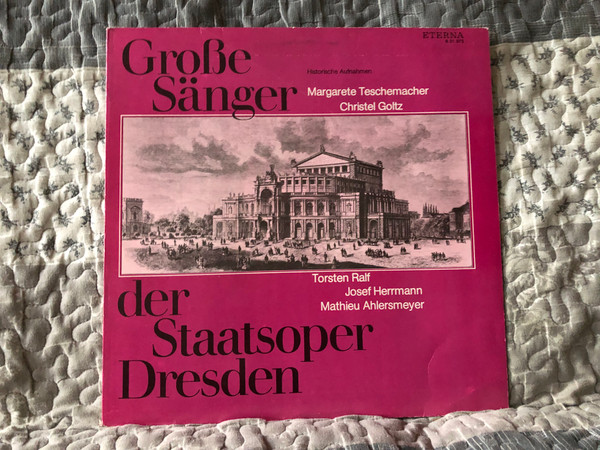 ETERNA
Große
Sänger
Historische Aufnahmen
Margarete Teschemacher
Christel Goltz
Torsten Ralf
Josef Herrmann
Mathieu Ahlersmeyer
der
Staatsoper
Dresden